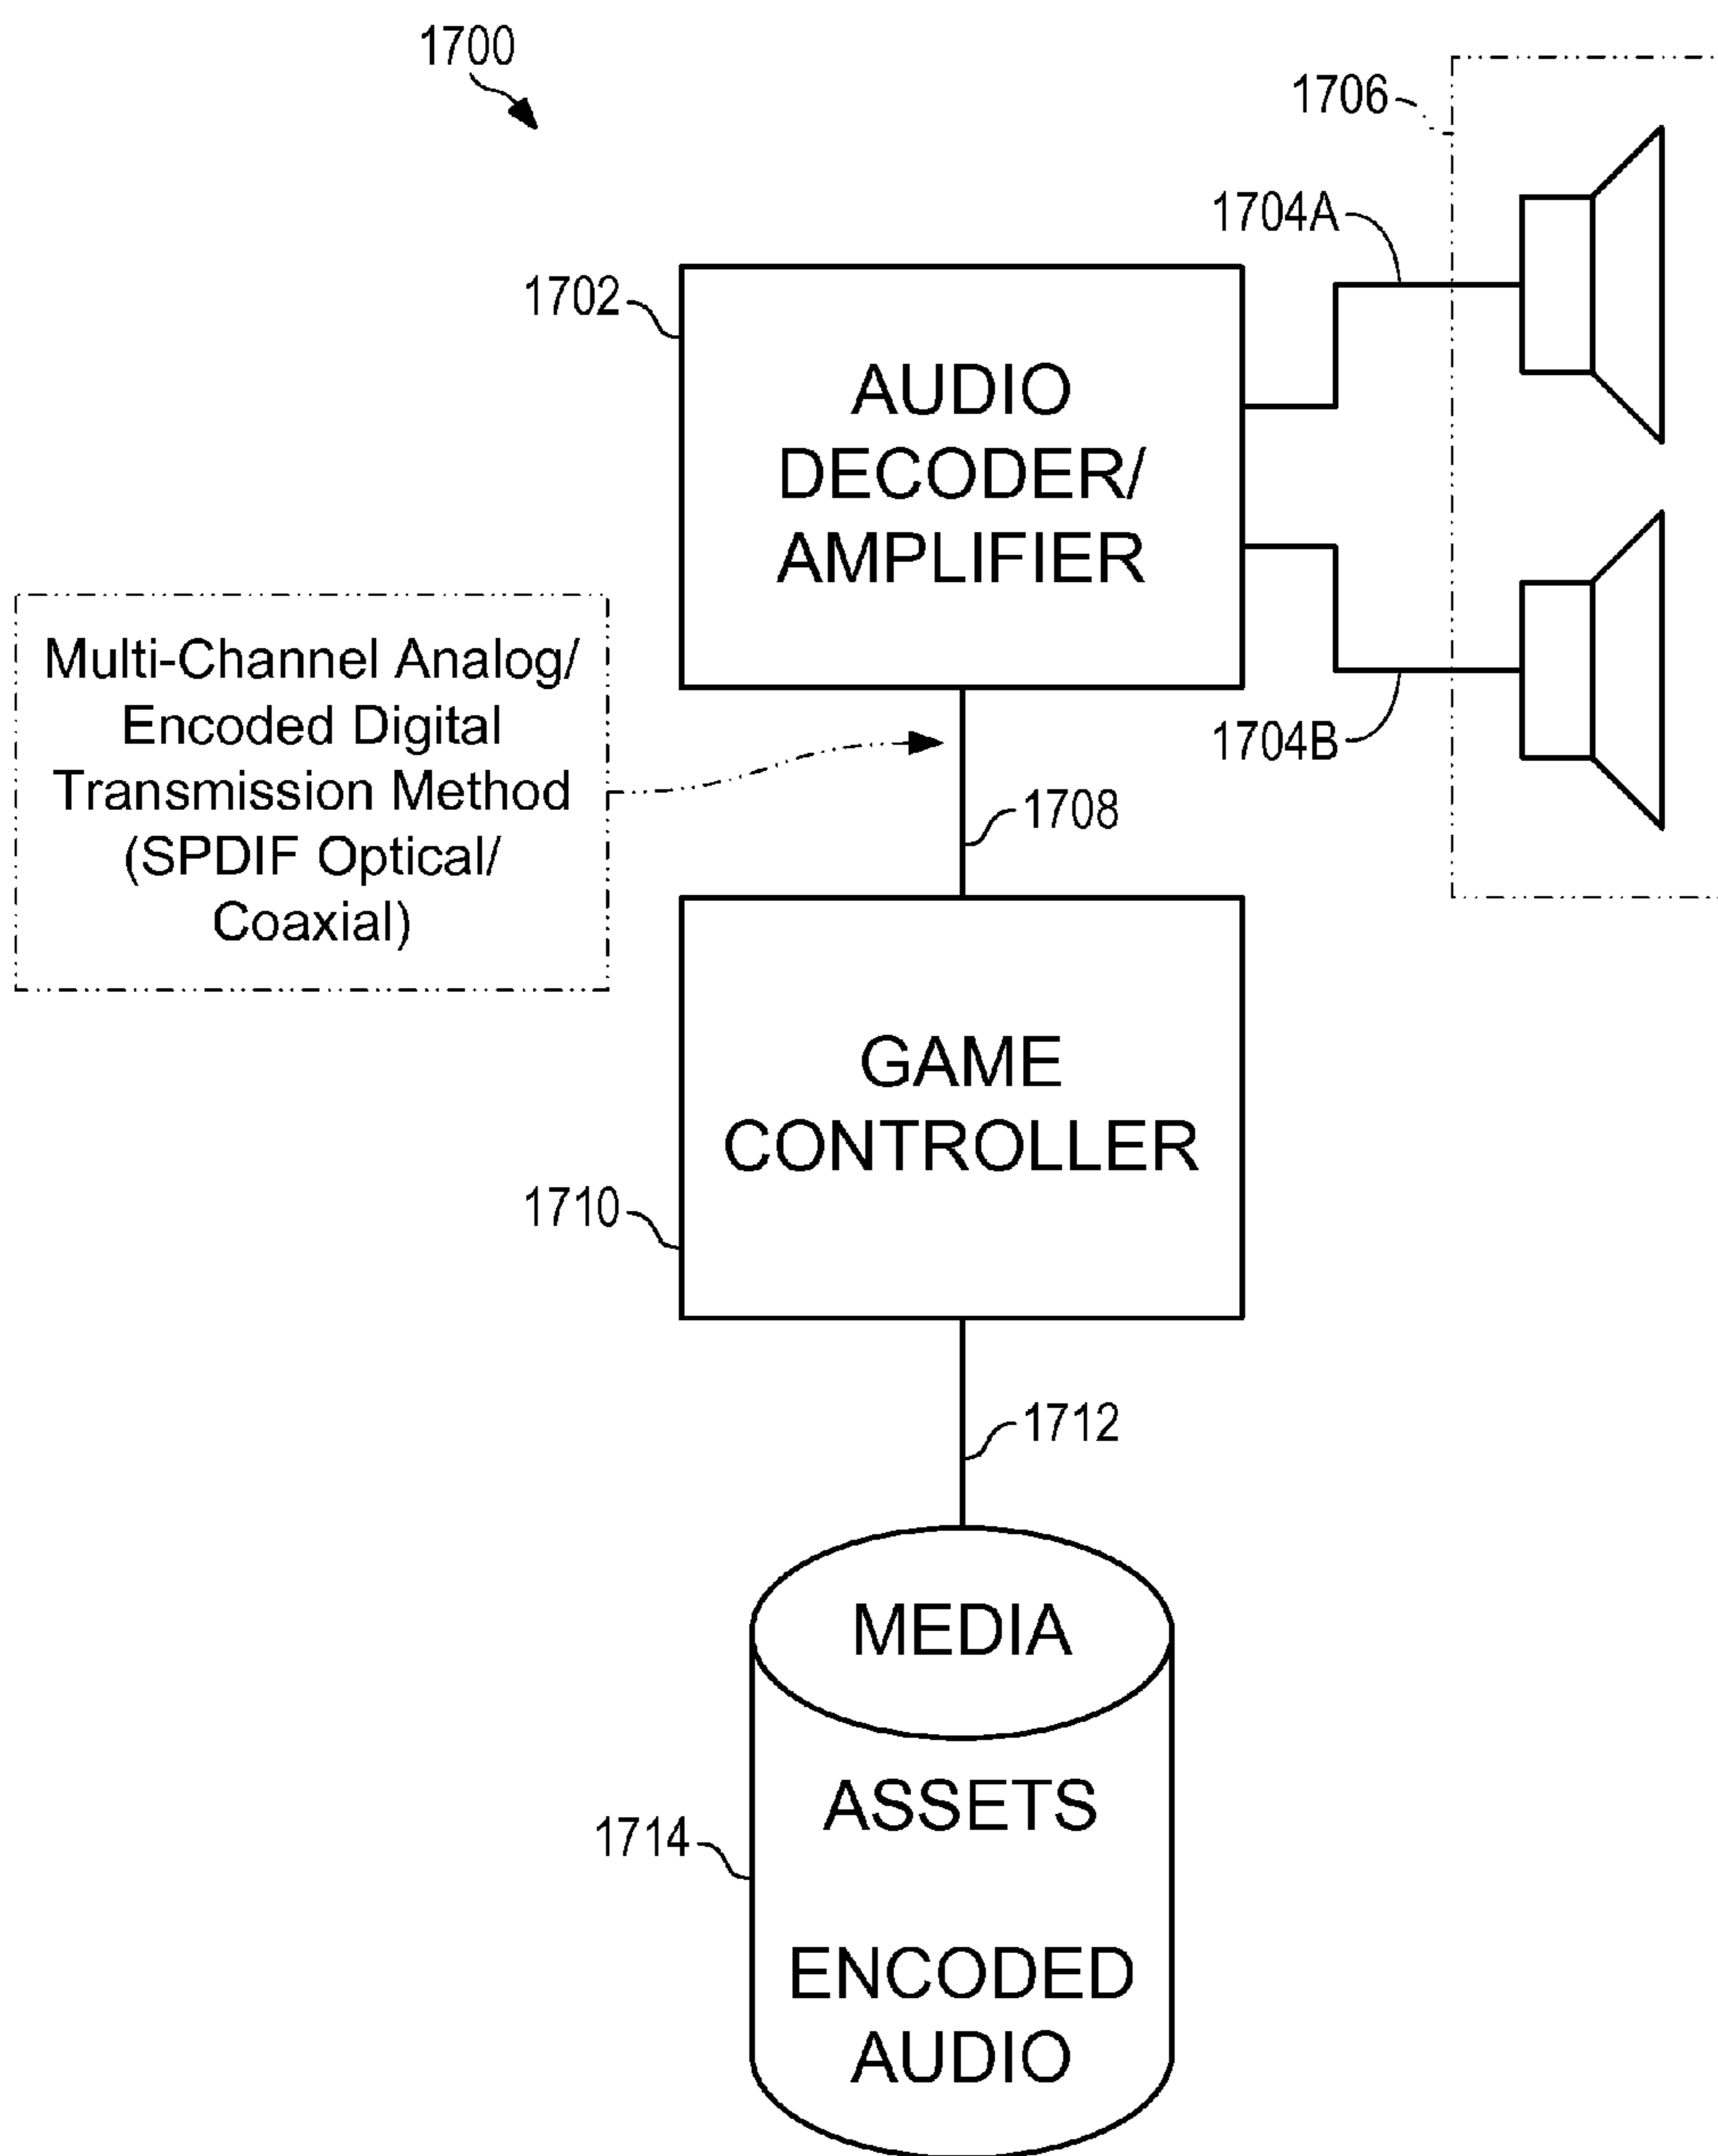 1700
1706
1704A
1702
AUDIO
DECODER/
AMPLIFIER
Multi-Channel Analog/
Encoded Digital
Transmission Method
(SPDIF Optical/
Coaxial)
1704B
1708
GAME
CONTROLLER
1710
1712
MEDIA
ASSETS
1714
ENCODED
AUDIO